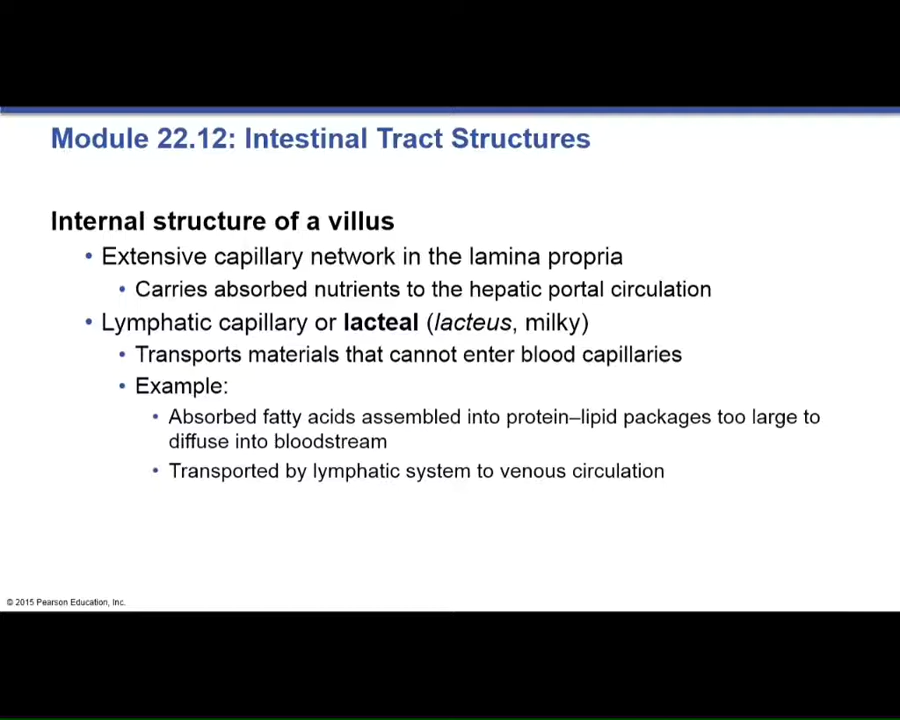 Module 22.12: Intestinal Tract Structures
Internal structure of a villus
• Extensive capillary network in the lamina propria
• Carries absorbed nutrients to the hepatic portal circulation
• Lymphatic capillary or lacteal (lacteus, milky)
• Transports materials that cannot enter blood capillaries
• Example:
• Absorbed fatty acids assembled into protein–lipid packages too large to
diffuse into bloodstream
• Transported by lymphatic system to venous circulation
© 2015 Pearson Education, Inc.